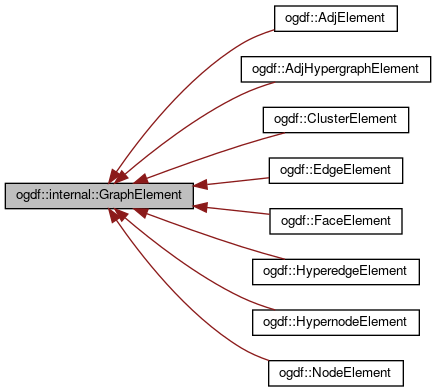 ogdf::AdjElement
ogdf::AdjHypergraphElement
ogdf::ClusterElement
ogdf::EdgeElement
ogdf::internal::GraphElement
ogdf::FaceElement
ogdf::HyperedgeElement
ogdf::HypernodeElement
ogdf::NodeElement